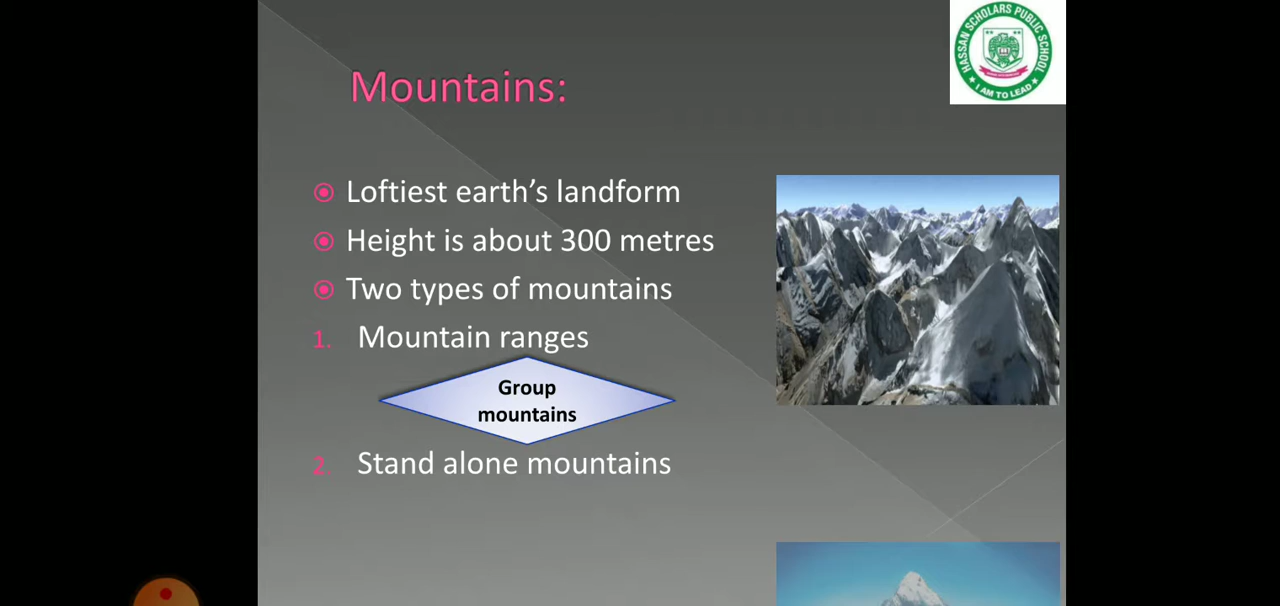 HASSAN SCHOLARS PUBLIC SCHOOL
I AM TO LEAD
Mountains:
Loftiest earth’s landform
Height is about 300 metres
Two types of mountains
1. Mountain ranges
Group
mountains
2. Stand alone mountains